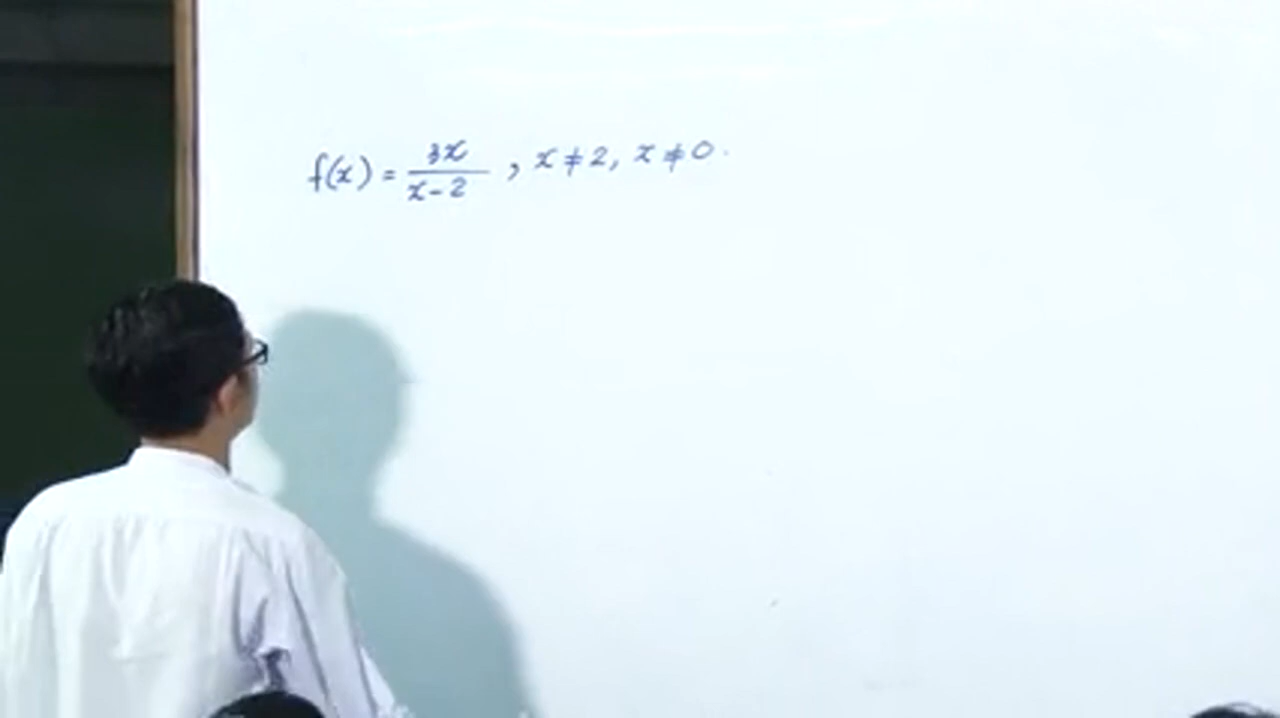 f(x) = 3x / x-2 , x ≠ 2, x ≠ 0.